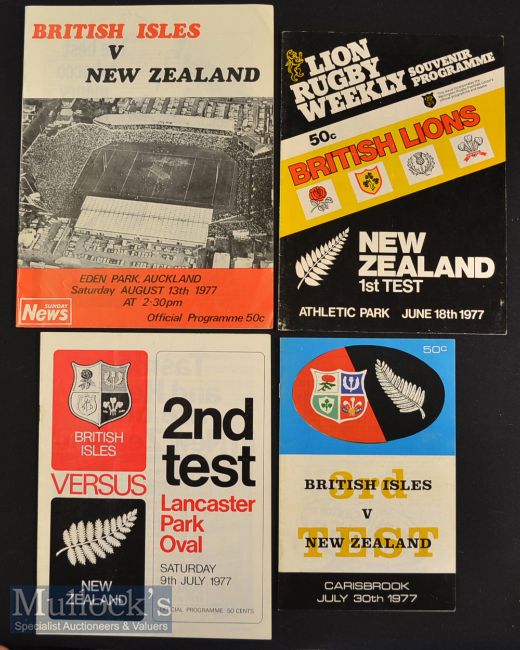 BRITISH ISLES
V
NEW ZEALAND
EDEN PARK, AUCKLAND
Saturday AUGUST 13th 1977
AT 2-30pm
Official Programme 50c
SUNDAY
News
LION
RUGBY
WEEKLY
SOUVENIR
PROGRAMME
50c
BRITISH LIONS
NEW
ZEALAND
1st TEST
ATHLETIC PARK JUNE 18th 1977
BRITISH
ISLES
VERSUS
NEW
ZEALAND
2nd
test
Lancaster
Park
Oval
SATURDAY
9th JULY 1977
PROGRAMME 50 CENTS
50c
3rd
TEST
BRITISH ISLES
V
NEW ZEALAND
CARISBROOK
JULY 30th 1977
Mullock's
Specialist Auctioneers & Valuers